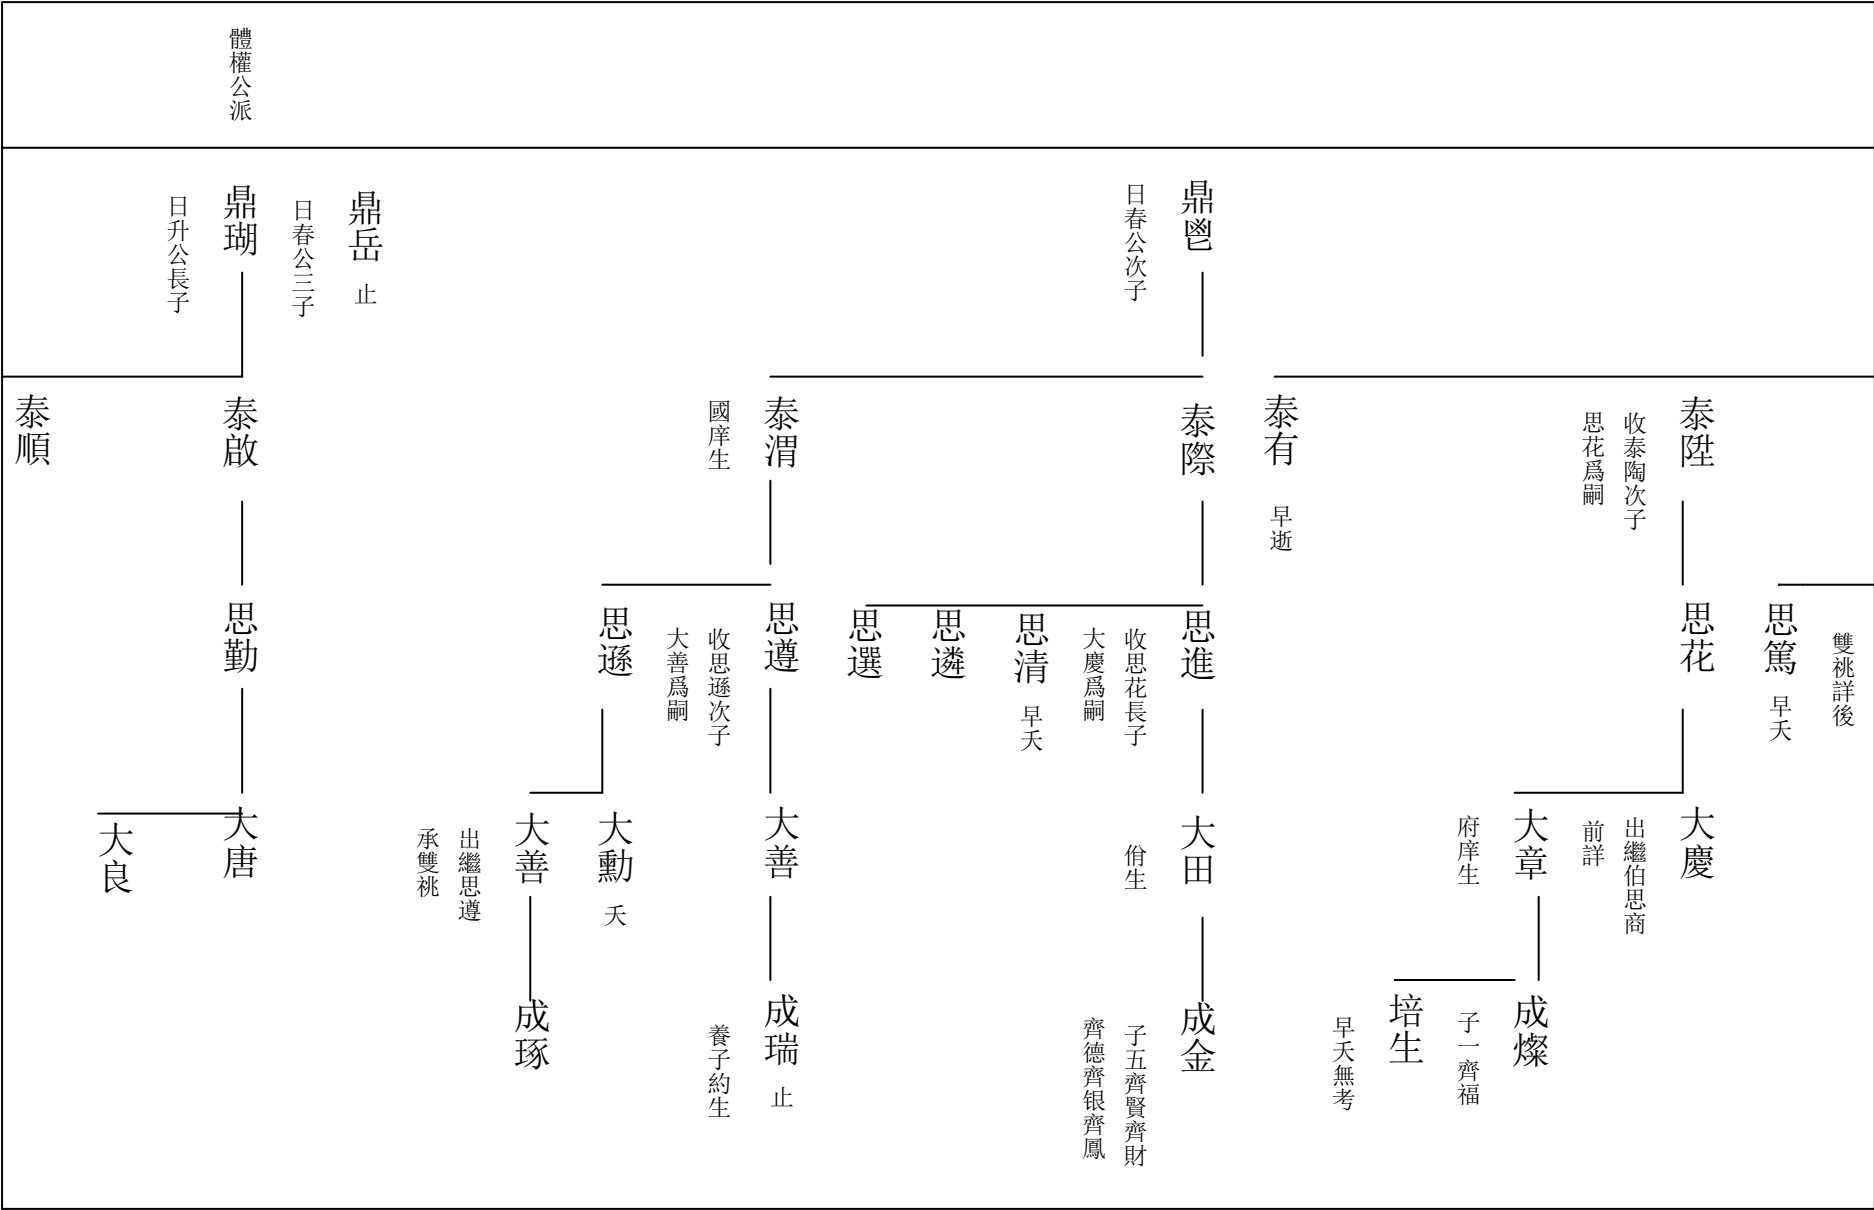 體權公派
鼎鬯
日春公次子
鼎岳 止
日春公三子
鼎瑚
日升公長子
泰陞
收泰陶次子
思花爲嗣
泰有 早逝
泰際
泰渭
國庠生
泰啟
泰順
雙祧詳後
思篤 早夭
思花
思進
收思花長子
大慶爲嗣
思清 早夭
思遴
思選
思遵
收思遜次子
大善爲嗣
思遜
思勤
大慶
出繼伯思商
前詳
大章
府庠生
大田
佾生
大善
大勳 夭
大善
出繼思遵
承雙祧
大唐
大良
成燦
子一齊福
培生
早夭無考
成金
子五齊賢齊財
齊德齊银齊鳳
成瑞 止
養子約生
成琢